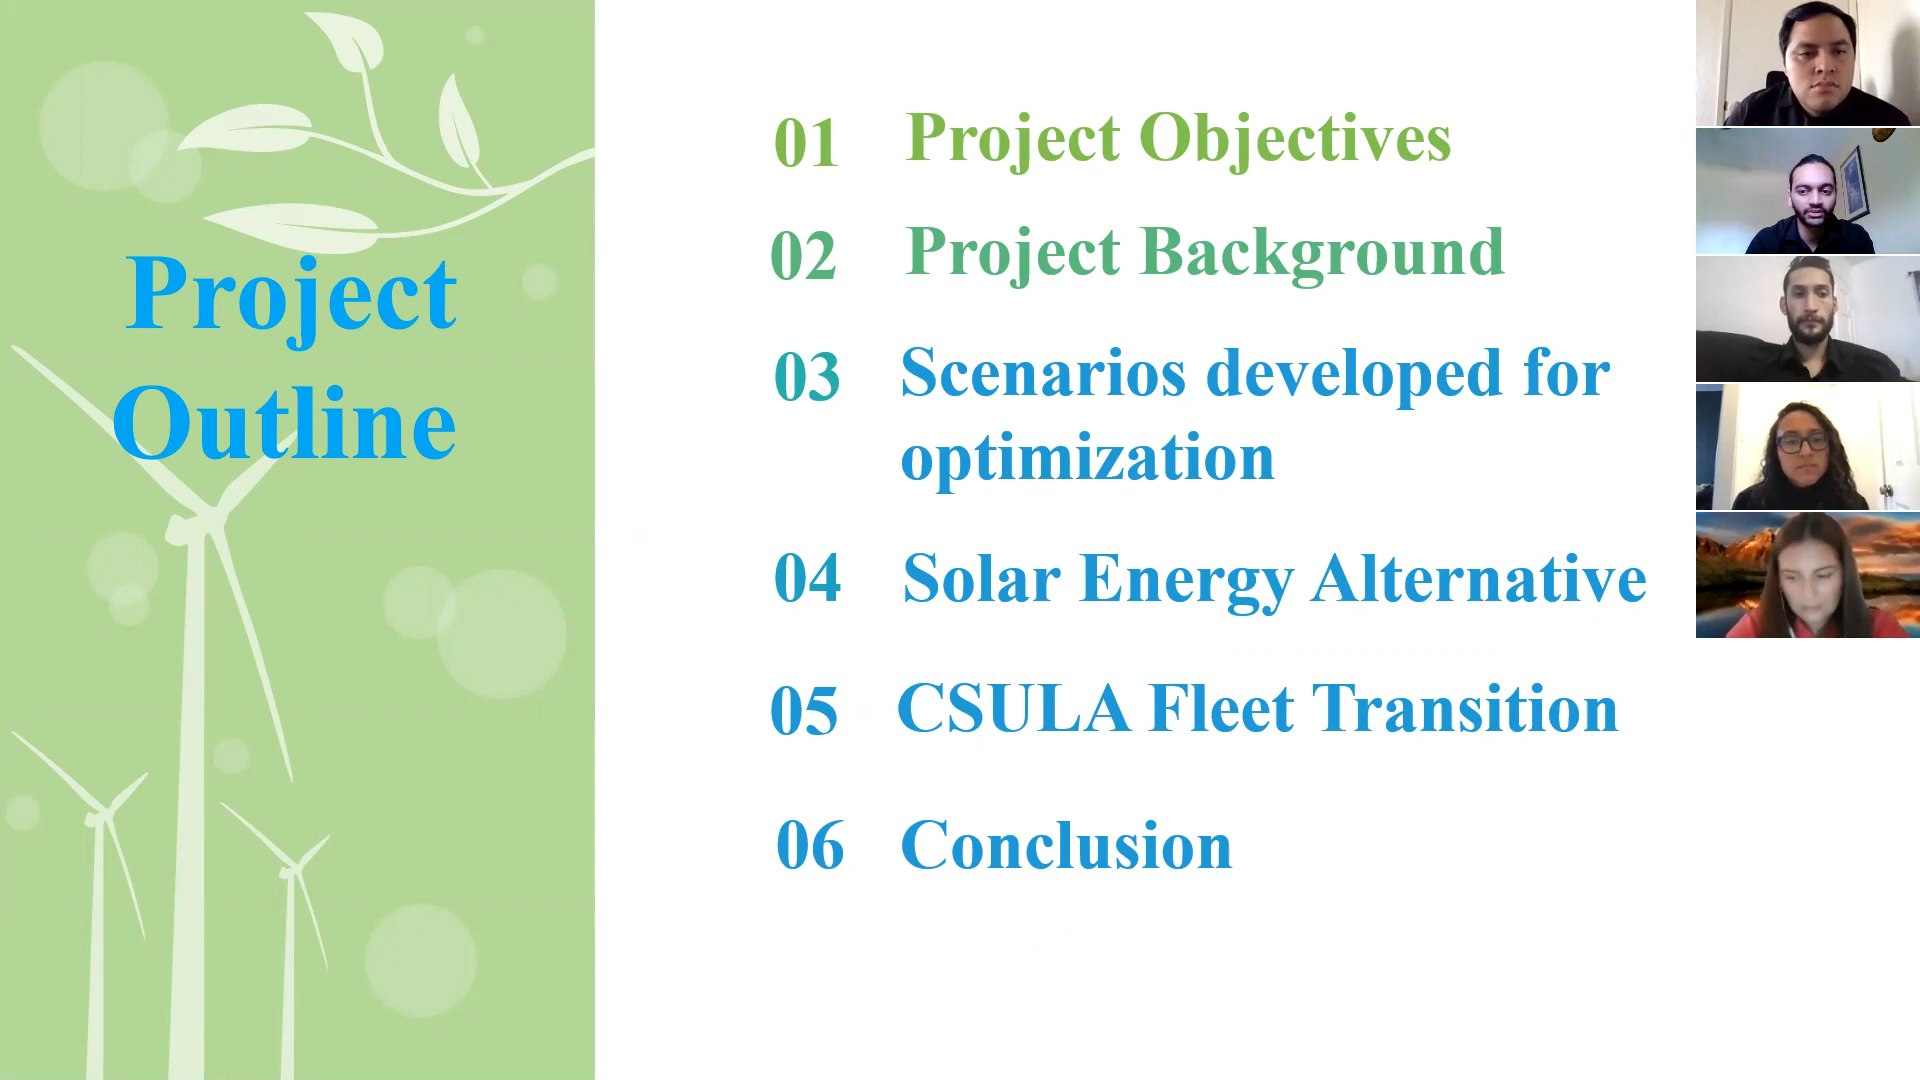 Project
Outline
01 Project Objectives
02 Project Background
03 Scenarios developed for
optimization
04 Solar Energy Alternative
05 CSULA Fleet Transition
06 Conclusion